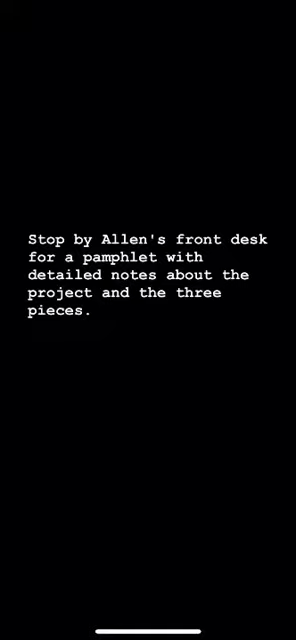 Stop by Allen's front desk
for a pamphlet with
detailed notes about the
project and the three
pieces.